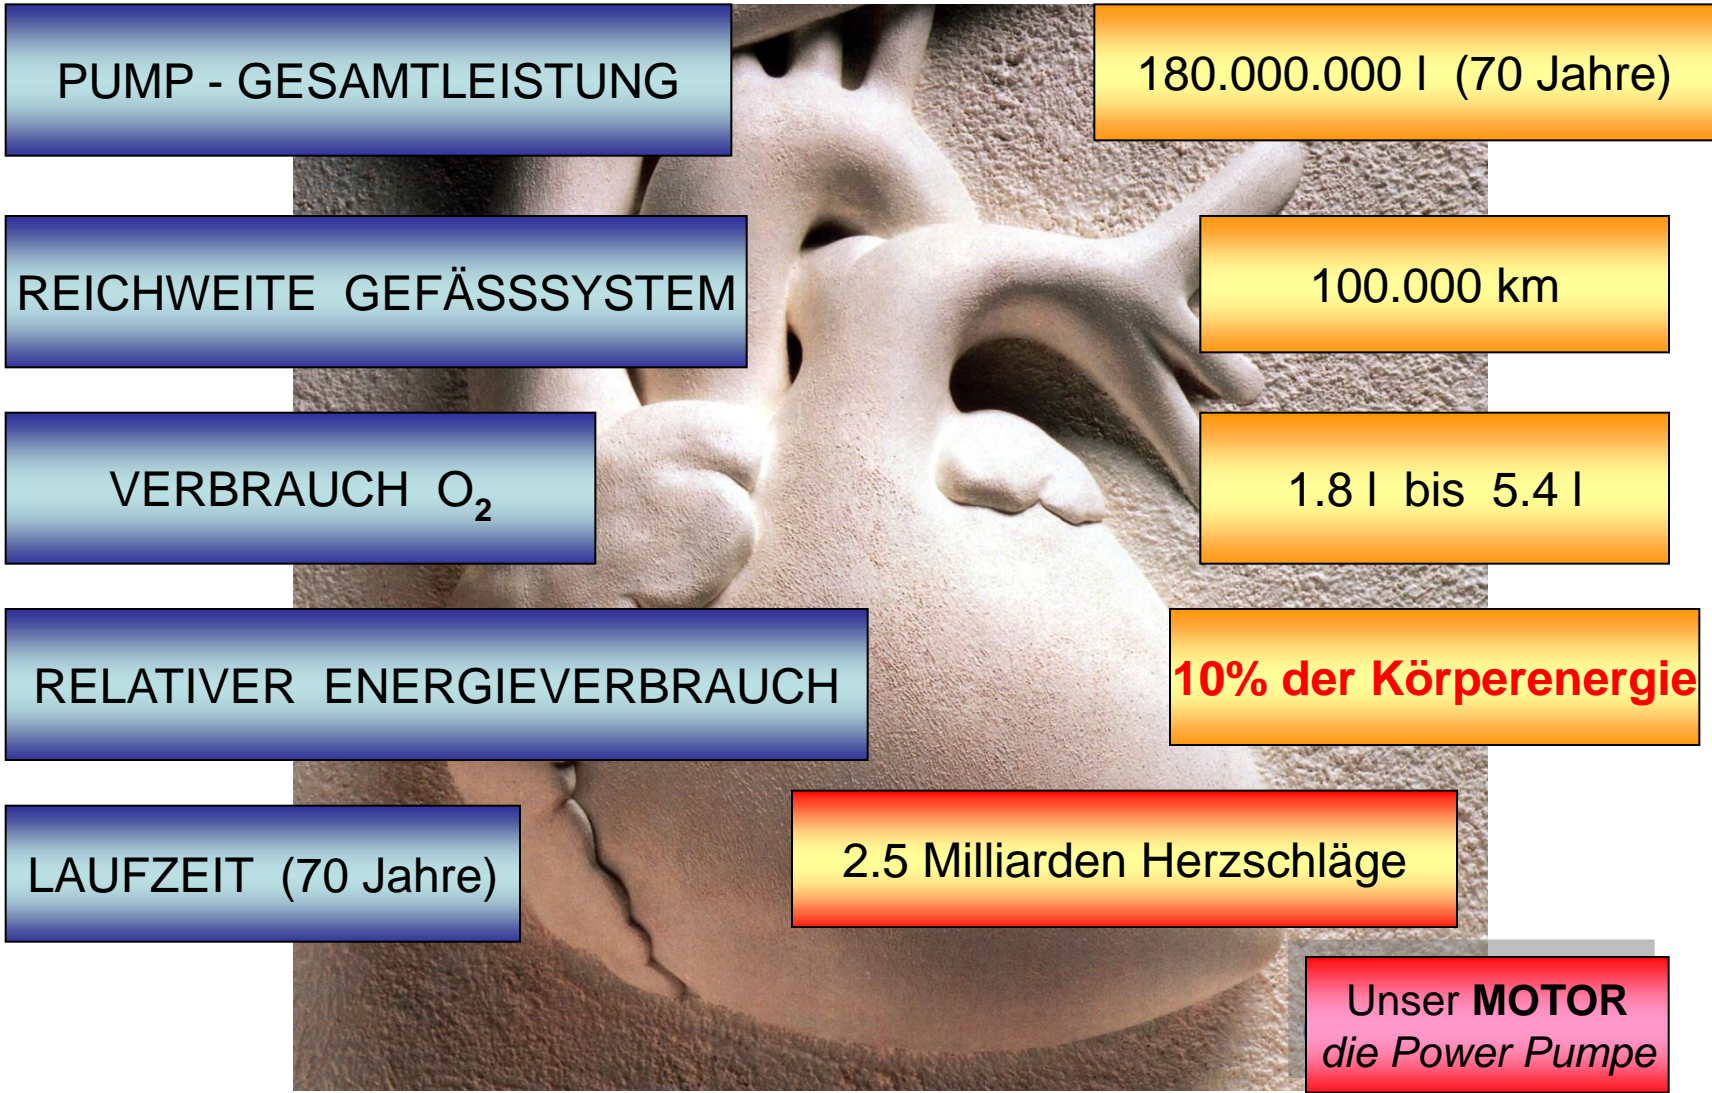 PUMP - GESAMTLEISTUNG
180.000.000 l (70 Jahre)
REICHWEITE GEFÄSSSYSTEM
100.000 km
VERBRAUCH O₂
1.8 l bis 5.4 l
RELATIVER ENERGIEVERBRAUCH
10% der Körperenergie
LAUFZEIT (70 Jahre)
2.5 Milliarden Herzschläge
Unser MOTOR
die Power Pumpe